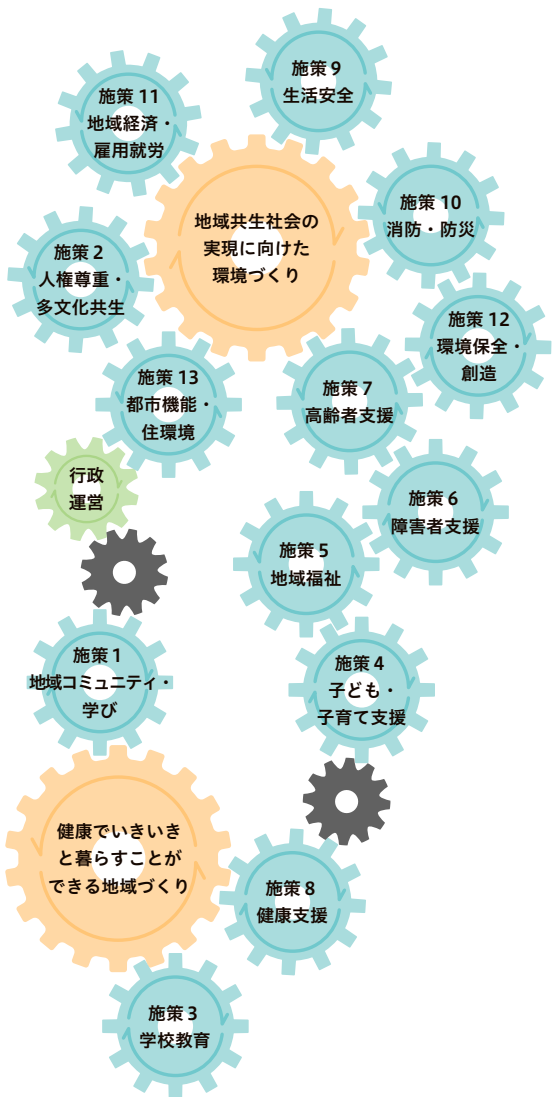 施策 9
生活安全
施策 11
地域経済・
雇用就労
施策 10
消防・防災
地域共生社会の
実現に向けた
環境づくり
施策 2
人権尊重・
多文化共生
施策 12
環境保全・
創造
施策 13
都市機能・
住環境
施策 7
高齢者支援
行政
運営
施策 6
障害者支援
施策 5
地域福祉
施策 1
地域コミュニティ・
学び
施策 4
子ども・
子育て支援
健康でいきいき
と暮らすことが
できる地域づくり
施策 8
健康支援
施策 3
学校教育